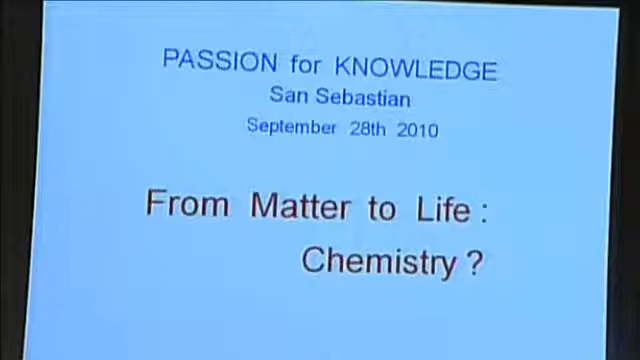 PASSION for KNOWLEDGE
San Sebastian
September 28th 2010
From Matter to Life :
Chemistry ?